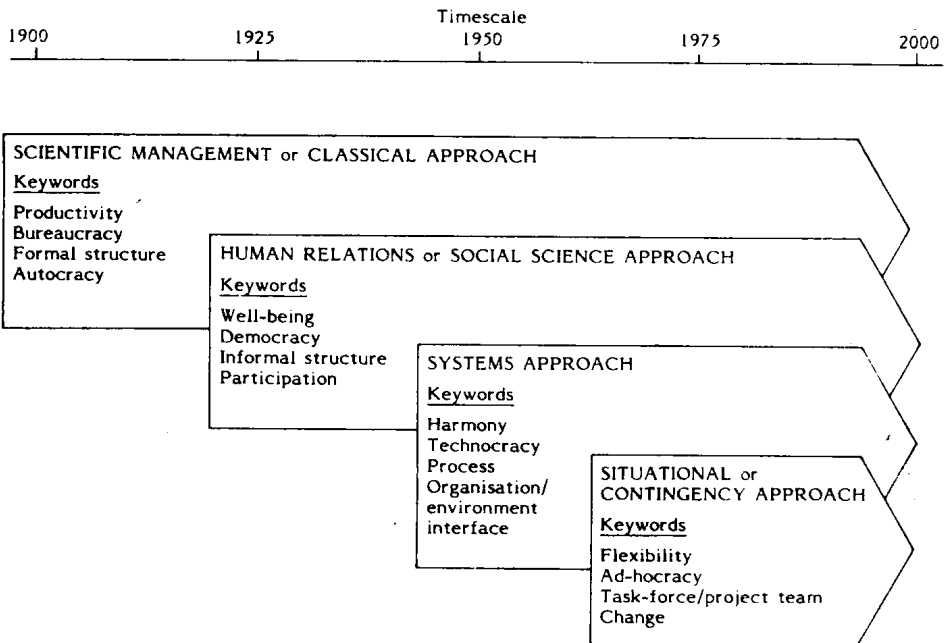 Timescale
1900 1925 1950 1975 2000
SCIENTIFIC MANAGEMENT or CLASSICAL APPROACH
Keywords
Productivity
Bureaucracy
Formal structure
Autocracy
HUMAN RELATIONS or SOCIAL SCIENCE APPROACH
Keywords
Well-being
Democracy
Informal structure
Participation
SYSTEMS APPROACH
Keywords
Harmony
Technocracy
Process
Organisation/
environment
interface
SITUATIONAL or
CONTINGENCY APPROACH
Keywords
Flexibility
Ad-hocracy
Task-force/project team
Change